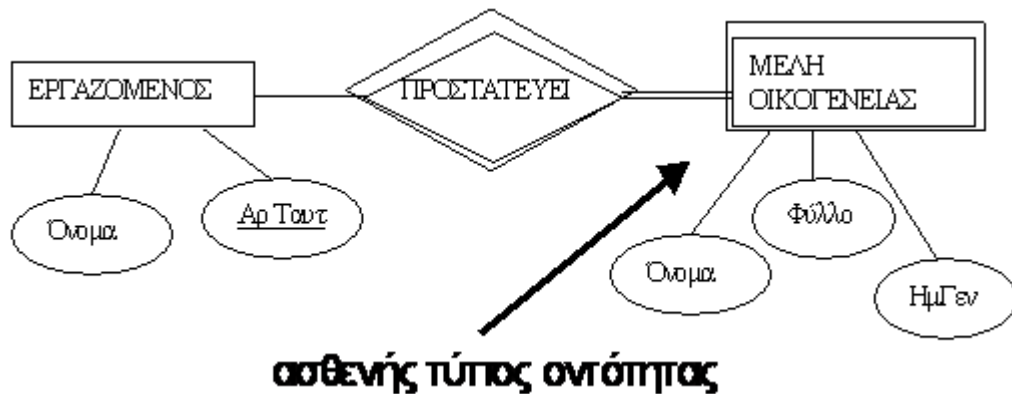 ΕΡΓΑΖΟΜΕΝΟΣ
ΠΡΟΣΤΑΤΕΥΕΙ
ΜΕΛΗ
ΟΙΚΟΓΕΝΕΙΑΣ
Όνομα
Αρ Ταυτ
Όνομα
Φύλλο
ΗμΓεν
ασθενής τύπος οντότητας